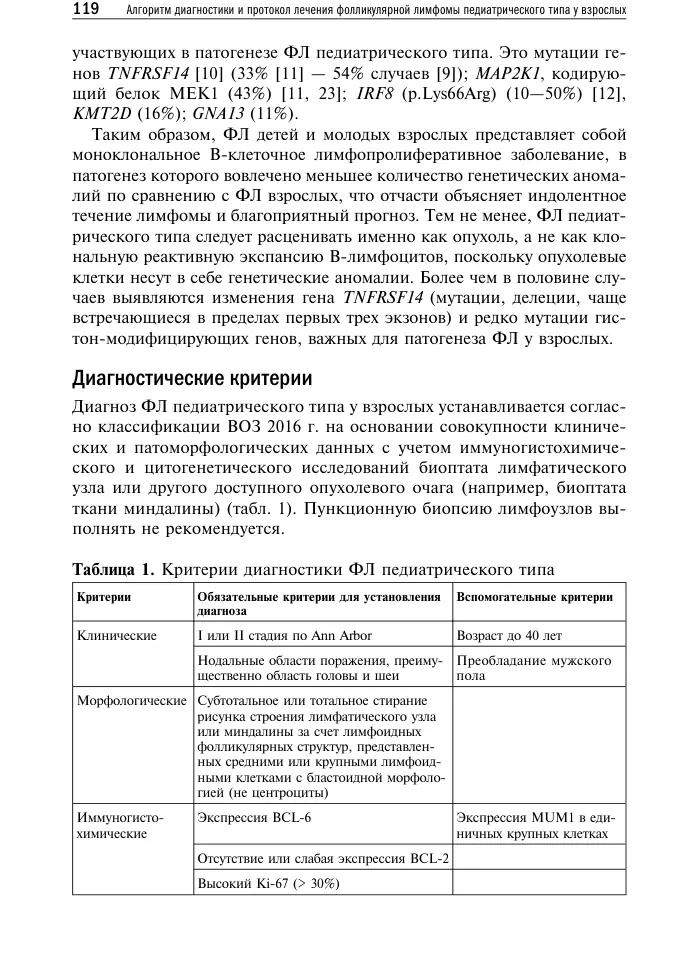 119 Алгоритм диагностики и протокол лечения фолликулярной лимфомы педиатрического типа у взрослых
участвующих в патогенезе ФЛ педиатрического типа. Это мутации ге-
нов TNFRSF14 [10] (33% [11] — 54% случаев [9]); MAP2K1, кодирую-
щий белок MEK1 (43%) [11, 23]; IRF8 (p.Lys66Arg) (10—50%) [12],
KMT2D (16%); GNA13 (11%).
Таким образом, ФЛ детей и молодых взрослых представляет собой
моноклональное В-клеточное лимфопролиферативное заболевание, в
патогенез которого вовлечено меньшее количество генетических анома-
лий по сравнению с ФЛ взрослых, что отчасти объясняет индолентное
течение лимфомы и благоприятный прогноз. Тем не менее, ФЛ педиат-
рического типа следует расценивать именно как опухоль, а не как кло-
нальную реактивную экспансию В-лимфоцитов, поскольку опухолевые
клетки несут в себе генетические аномалии. Более чем в половине слу-
чаев выявляются изменения гена TNFRSF14 (мутации, делеции, чаще
встречающиеся в пределах первых трех экзонов) и редко мутации гис-
тон-модифицирующих генов, важных для патогенеза ФЛ у взрослых.
Диагностические критерии
Диагноз ФЛ педиатрического типа у взрослых устанавливается соглас-
но классификации ВОЗ 2016 г. на основании совокупности клиниче-
ских и патоморфологических данных с учетом иммуногистохимиче-
ского и цитогенетического исследований биоптата лимфатического
узла или другого доступного опухолевого очага (например, биоптата
ткани миндалины) (табл. 1). Пункционную биопсию лимфоузлов вы-
полнять не рекомендуется.
Таблица 1. Критерии диагностики ФЛ педиатрического типа
Критерии
Обязательные критерии для установления
диагноза
Вспомогательные критерии
Клинические
I или II стадия по Ann Arbor
Возраст до 40 лет
Нодальные области поражения, преиму-
щественно область головы и шеи
Преобладание мужского
пола
Морфологические
Субтотальное или тотальное стирание
рисунка строения лимфатического узла
или миндалины за счет лимфоидных
фолликулярных структур, представлен-
ных средними или крупными лимфоид-
ными клетками с бластоидной морфоло-
гией (не центроциты)
Иммуногисто-
химические
Экспрессия BCL-6
Экспрессия MUM1 в еди-
ничных крупных клетках
Отсутствие или слабая экспрессия BCL-2
Высокий Ki-67 (> 30%)